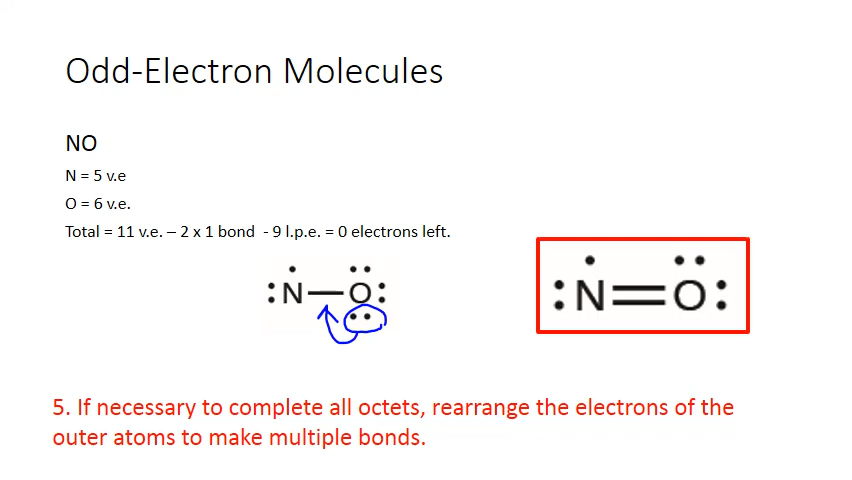 Odd-Electron Molecules
NO
N = 5 v.e
O = 6 v.e.
Total = 11 v.e. – 2 x 1 bond  - 9 l.p.e. = 0 electrons left.
N O
N O
5. If necessary to complete all octets, rearrange the electrons of the
outer atoms to make multiple bonds.